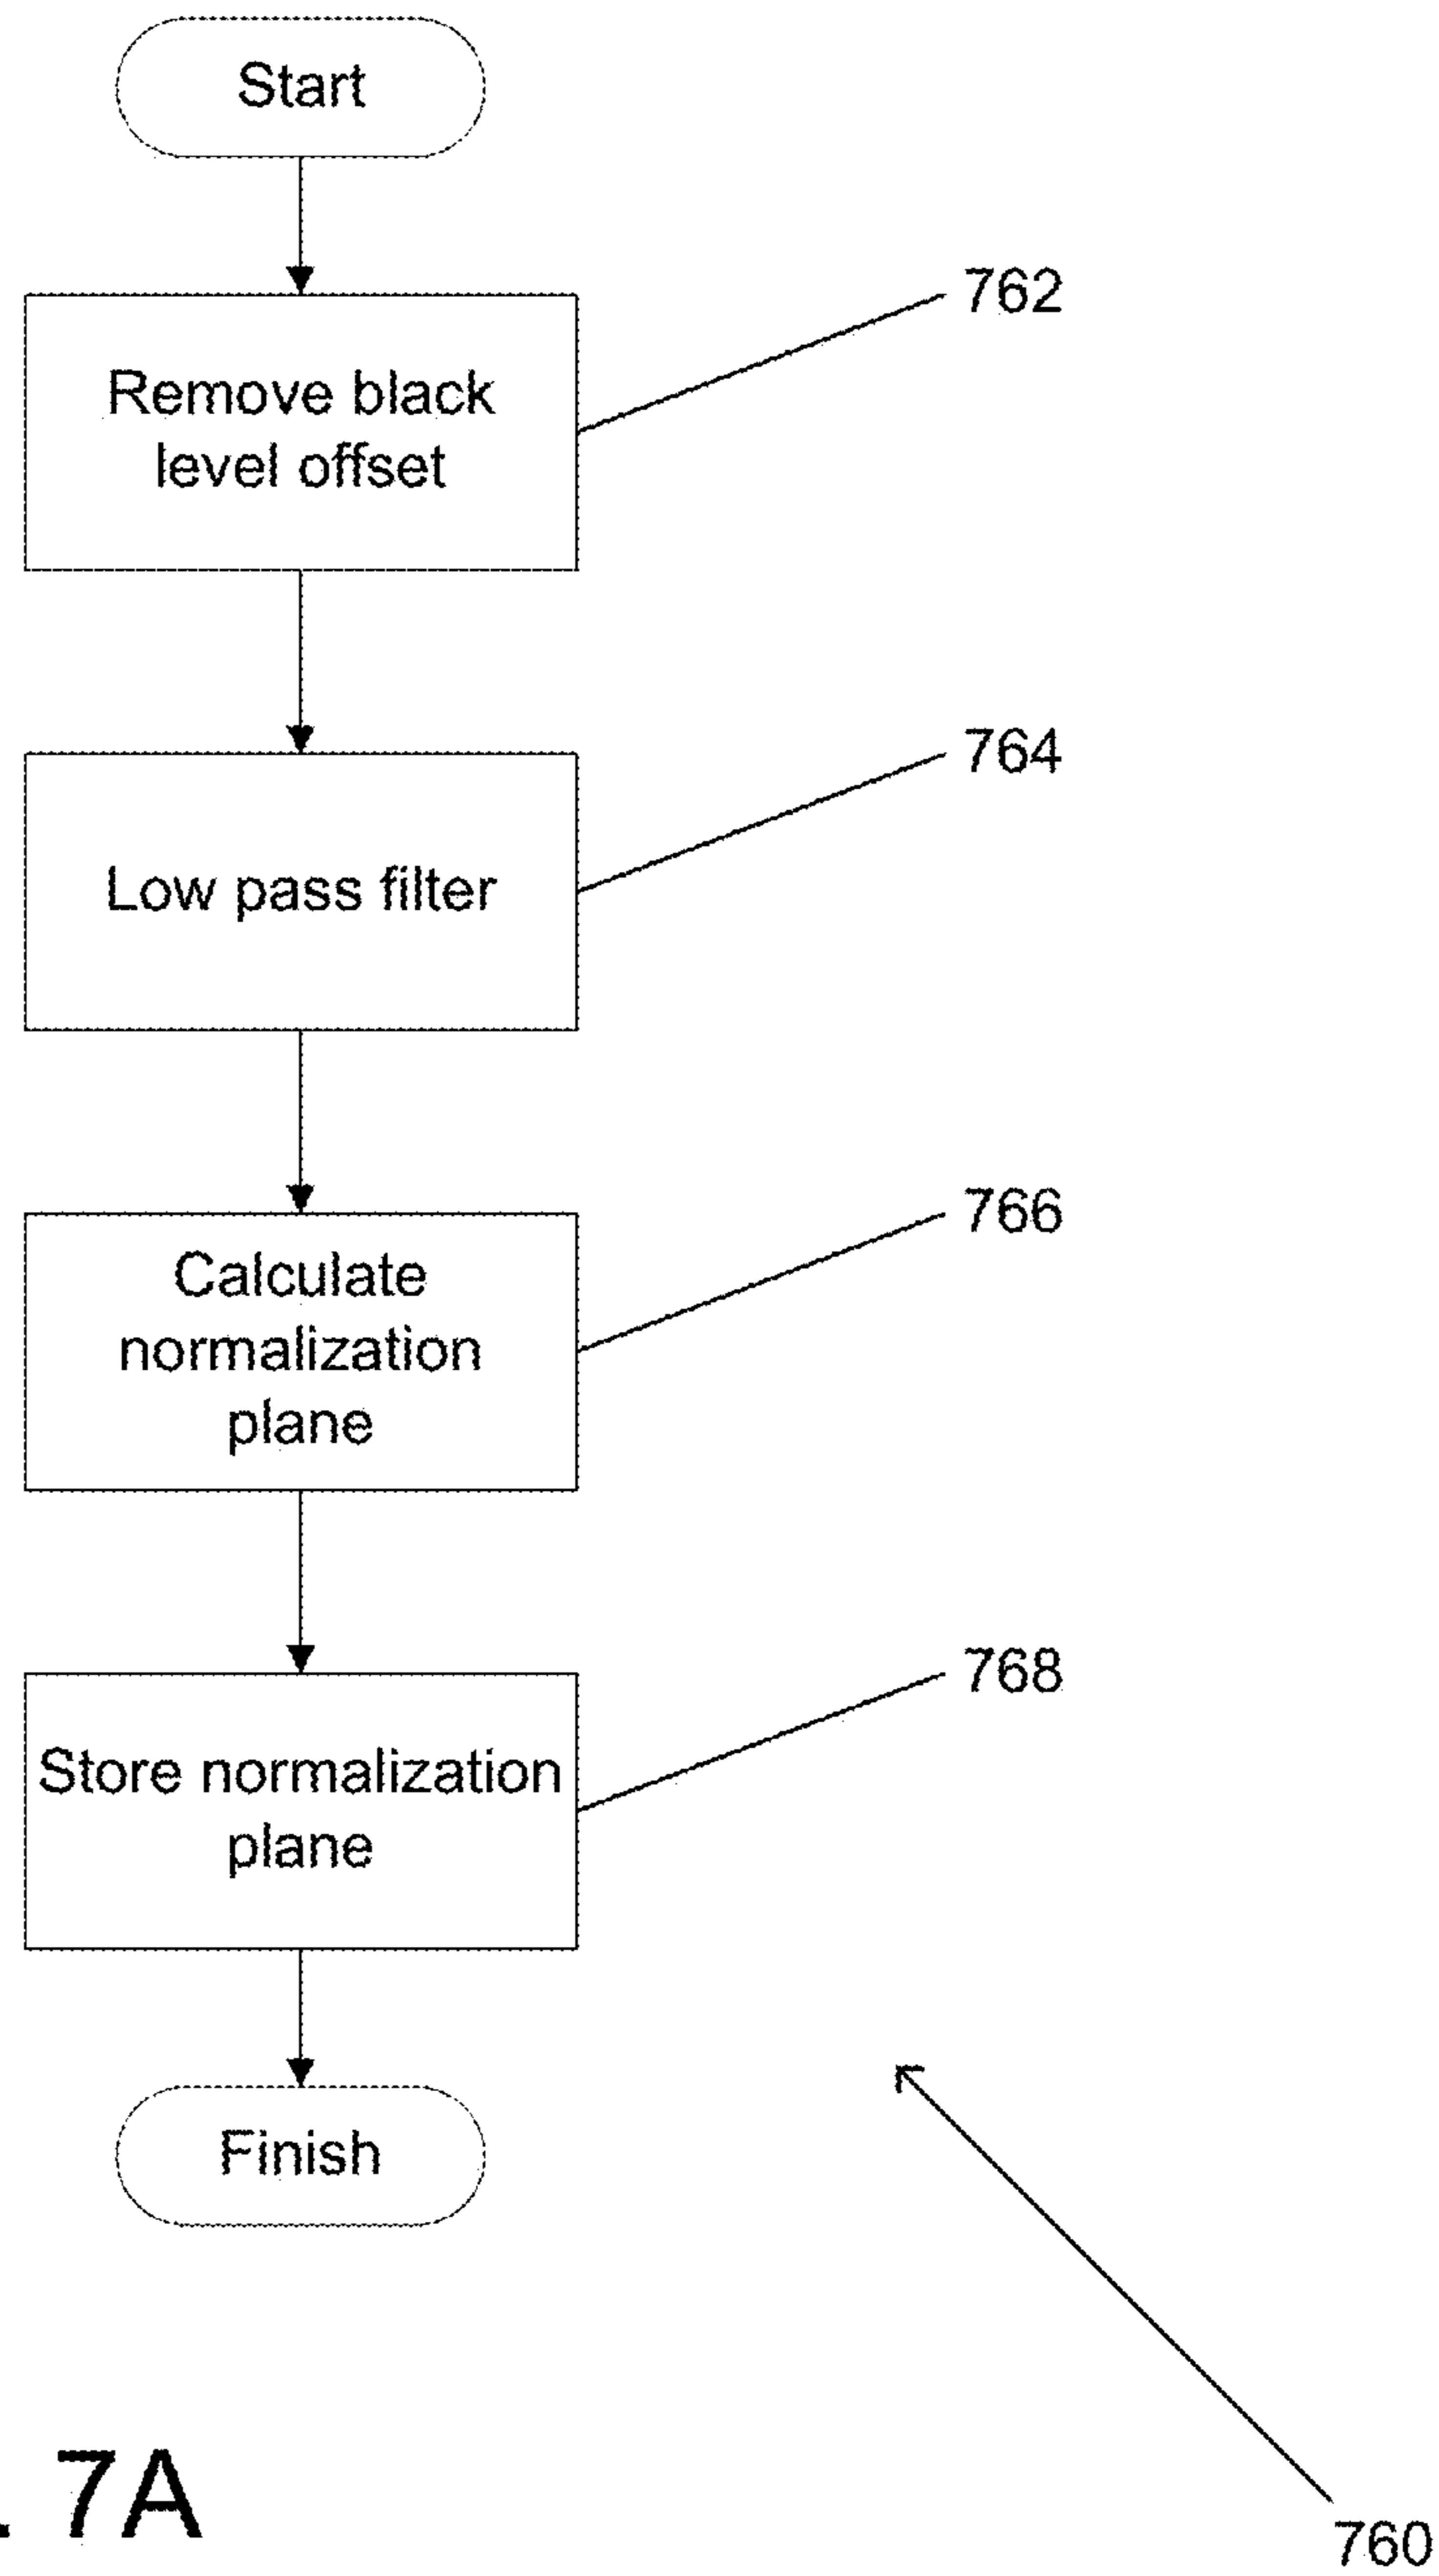 Start
Remove black
level offset
762
Low pass filter
764
Calculate
normalization
plane
766
Store normalization
plane
768
Finish
7A
760